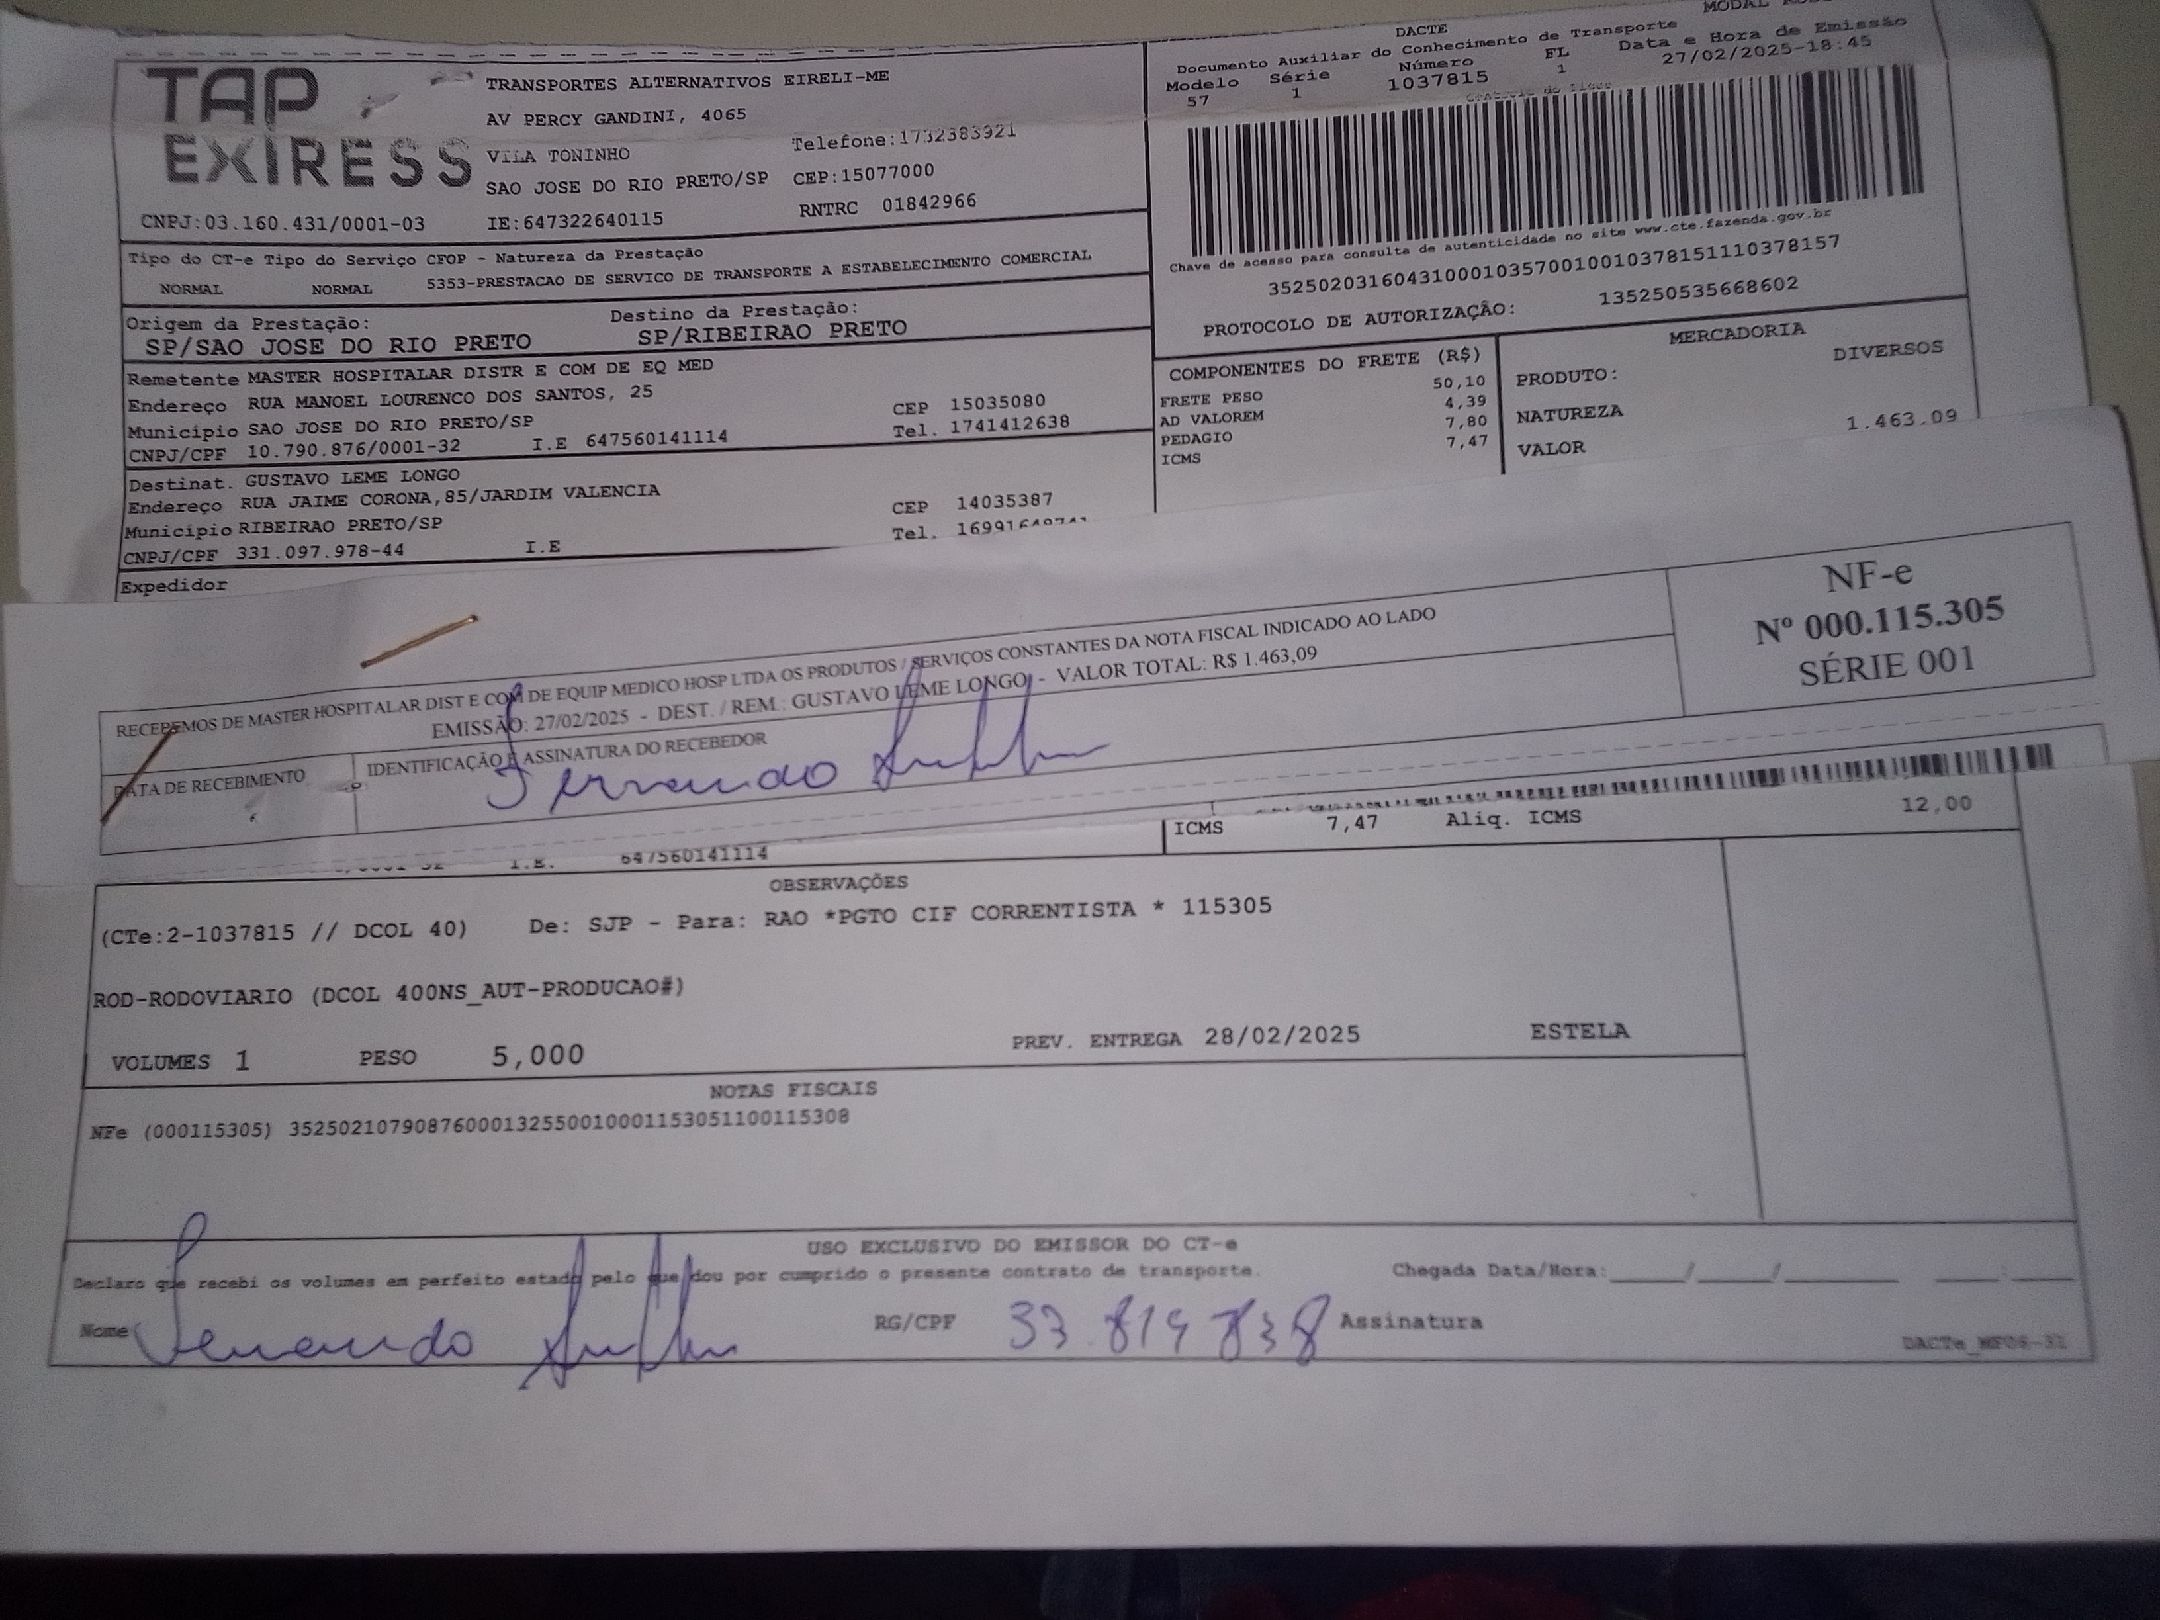 TAP
EXIRESS
TRANSPORTES ALTERNATIVOS EIRELI-ME
AV PERCY GANDINI, 4065
VILA TONINHO Telefone:1732383921
SAO JOSE DO RIO PRETO/SP CEP:15077000
CNPJ:03.160.431/0001-03 IE:647322640115 RNTRC 01842966
DACTE
Documento Auxiliar do Conhecimento de Transporte
MODAL
Modelo Série Número FL Data e Hora de Emissão
57 1 1037815 1 27/02/2025-18:45
Chave de acesso para consulta de autenticidade no site www.cte.fazenda.gov.br
35250203160431000103570010010378151110378157
PROTOCOLO DE AUTORIZAÇÃO: 135250535668602
Tipo do CT-e Tipo do Serviço CFOP - Natureza da Prestação
NORMAL NORMAL 5353-PRESTACAO DE SERVICO DE TRANSPORTE A ESTABELECIMENTO COMERCIAL
Origem da Prestação: Destino da Prestação:
SP/SAO JOSE DO RIO PRETO SP/RIBEIRAO PRETO
Remetente MASTER HOSPITALAR DISTR E COM DE EQ MED
Endereço RUA MANOEL LOURENCO DOS SANTOS, 25 CEP 15035080
Município SAO JOSE DO RIO PRETO/SP Tel. 1741412638
CNPJ/CPF 10.790.876/0001-32 I.E 647560141114
Destinat. GUSTAVO LEME LONGO
Endereço RUA JAIME CORONA,85/JARDIM VALENCIA CEP 14035387
Município RIBEIRAO PRETO/SP Tel.
CNPJ/CPF 331.097.978-44 I.E
Expedidor
COMPONENTES DO FRETE (R$)
FRETE PESO 50,10
AD VALOREM 4,39
PEDAGIO 7,80
ICMS 7,47
MERCADORIA
PRODUTO: DIVERSOS
NATUREZA
VALOR 1.463,09
RECEBEMOS DE MASTER HOSPITALAR DIST E COM DE EQUIP MEDICO HOSP LTDA OS PRODUTOS / SERVIÇOS CONSTANTES DA NOTA FISCAL INDICADO AO LADO
EMISSÃO: 27/02/2025 - DEST. / REM.: GUSTAVO LEME LONGO - VALOR TOTAL: R$ 1.463,09
DATA DE RECEBIMENTO IDENTIFICAÇÃO E ASSINATURA DO RECEBEDOR
Fernando
NF-e
Nº 000.115.305
SÉRIE 001
I.E. 647560141114
ICMS 7,47 Aliq. ICMS 12,00
OBSERVAÇÕES
(CTe:2-1037815 // DCOL 40) De: SJP - Para: RAO *PGTO CIF CORRENTISTA * 115305
ROD-RODOVIARIO (DCOL 400NS_AUT-PRODUCAO#)
VOLUMES 1 PESO 5,000 PREV. ENTREGA 28/02/2025 ESTELA
NOTAS FISCAIS
NFe (000115305) 35250210790876000132550010001153051100115308
USO EXCLUSIVO DO EMISSOR DO CT-e
Declaro que recebi os volumes em perfeito estado pelo que dou por cumprido o presente contrato de transporte. Chegada Data/Hora:____/____/______ ___:___
Nome Fernando RG/CPF 33.819.838 Assinatura